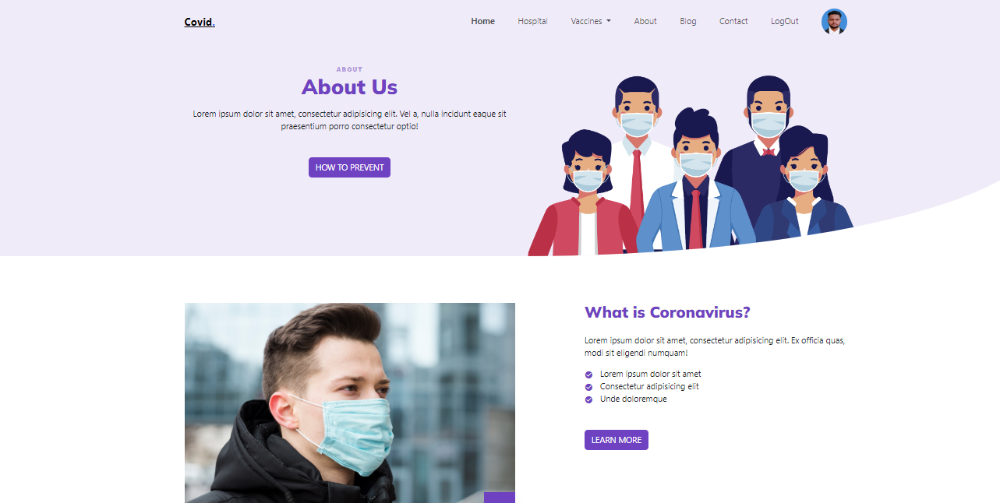 Covid.
Home Hospital Vaccines About Blog Contact LogOut
ABOUT
About Us
Lorem ipsum dolor sit amet, consectetur adipisicing elit. Vel a, nulla incidunt eaque sit
praesentium porro consectetur optio!
HOW TO PREVENT
What is Coronavirus?
Lorem ipsum dolor sit amet, consectetur adipisicing elit. Ex officia quas,
modi sit eligendi numquam!
Lorem ipsum dolor sit amet
Consectetur adipisicing elit
Unde doloremque
LEARN MORE